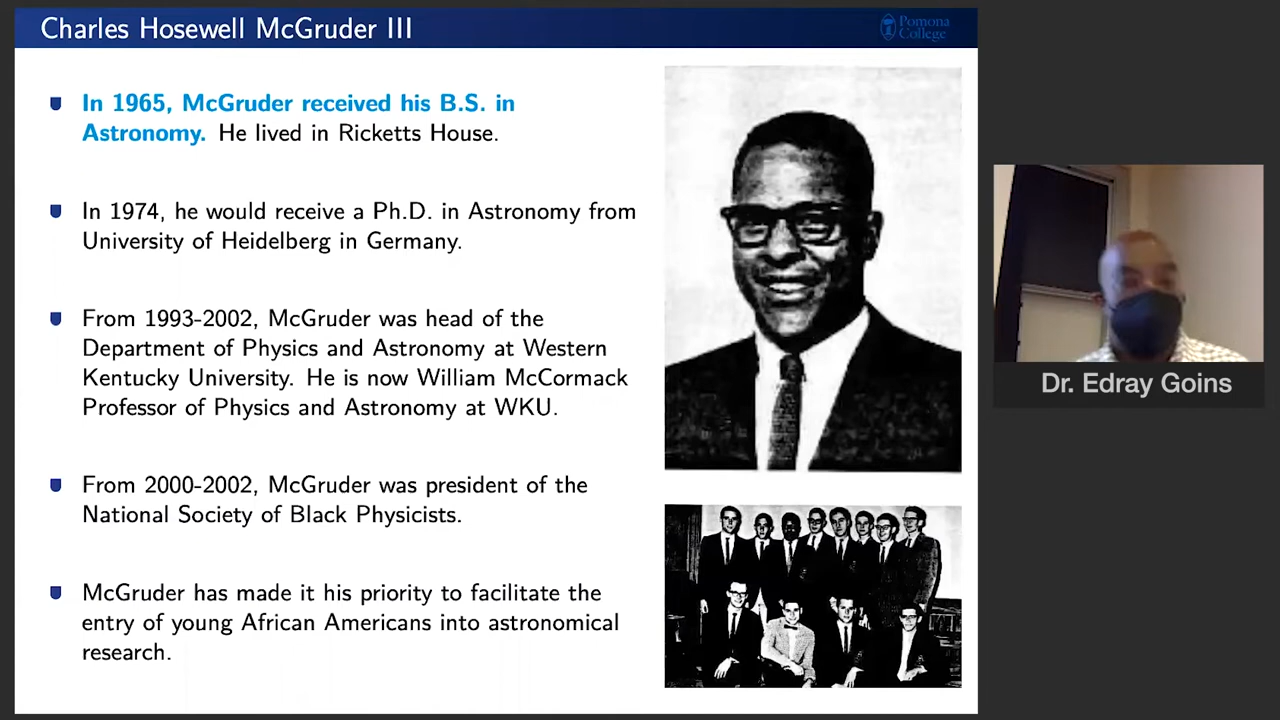 Charles Hosewell McGruder III
Pomona
College
In 1965, McGruder received his B.S. in
Astronomy. He lived in Ricketts House.
In 1974, he would receive a Ph.D. in Astronomy from
University of Heidelberg in Germany.
From 1993-2002, McGruder was head of the
Department of Physics and Astronomy at Western
Kentucky University. He is now William McCormack
Professor of Physics and Astronomy at WKU.
From 2000-2002, McGruder was president of the
National Society of Black Physicists.
McGruder has made it his priority to facilitate the
entry of young African Americans into astronomical
research.
Dr. Edray Goins